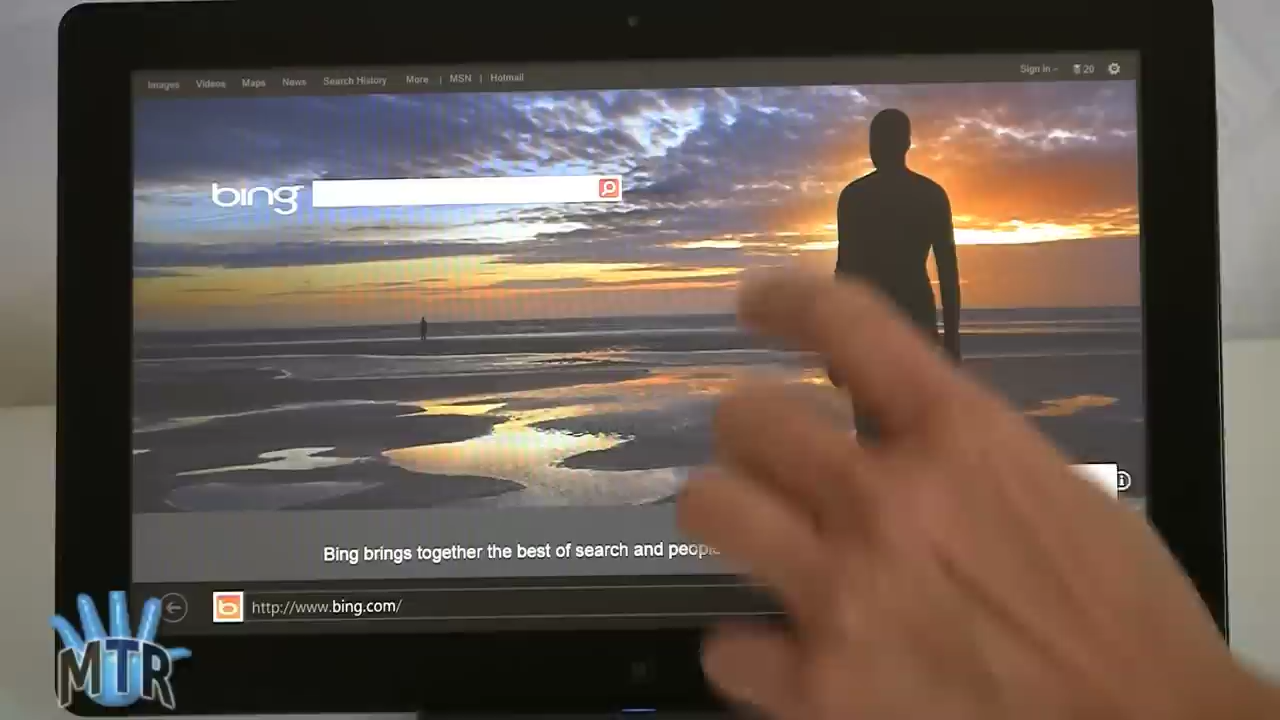 Images Videos Maps News Search History More | MSN | Hotmail
Sign in 20
bing
Bing brings together the best of search and people
http://www.bing.com/
MTR